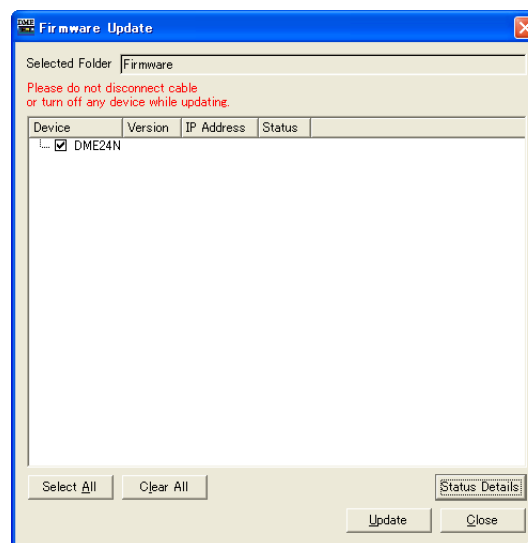 DME Firmware Update
Selected Folder Firmware
Please do not disconnect cable
or turn off any device while updating.
Device Version IP Address Status
DME24N
Select All Clear All Status Details
Update Close